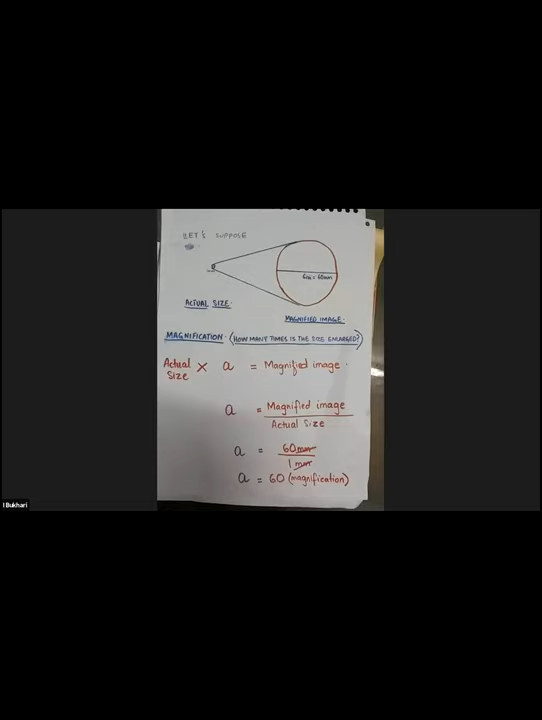 LET'S SUPPOSE
6cm = 60mm
ACTUAL SIZE.
MAGNIFIED IMAGE.
MAGNIFICATION. (HOW MANY TIMES IS THE SIZE ENLARGED?)
Actual Size × a = Magnified image.
a = Magnified image / Actual Size
a = 60mm / 1mm
a = 60 (magnification)
I Bukhari